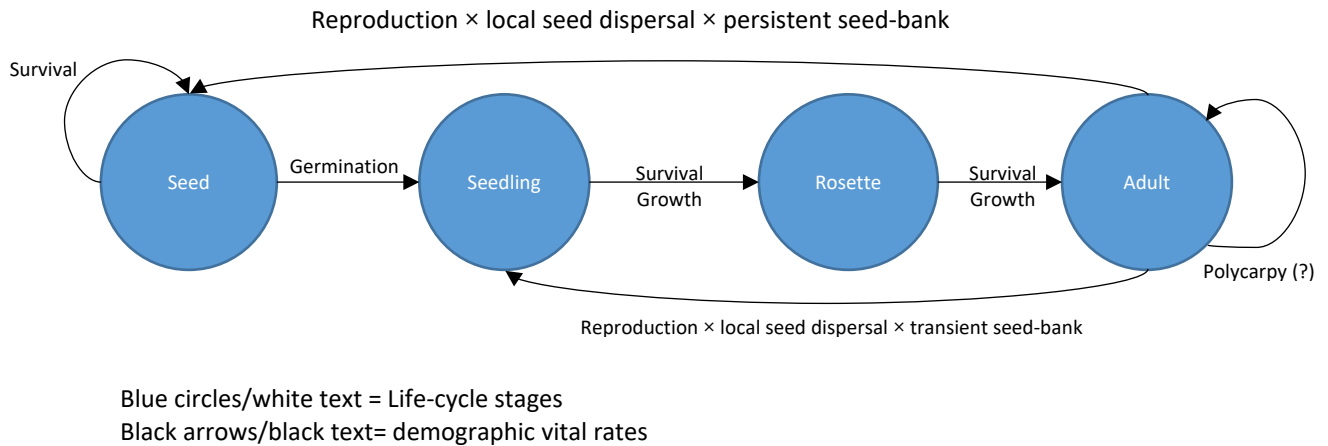 Reproduction × local seed dispersal × persistent seed-bank
Survival
Seed
Germination
Seedling
Survival
Growth
Rosette
Survival
Growth
Adult
Polycarpy (?)
Reproduction × local seed dispersal × transient seed-bank
Blue circles/white text = Life-cycle stages
Black arrows/black text= demographic vital rates